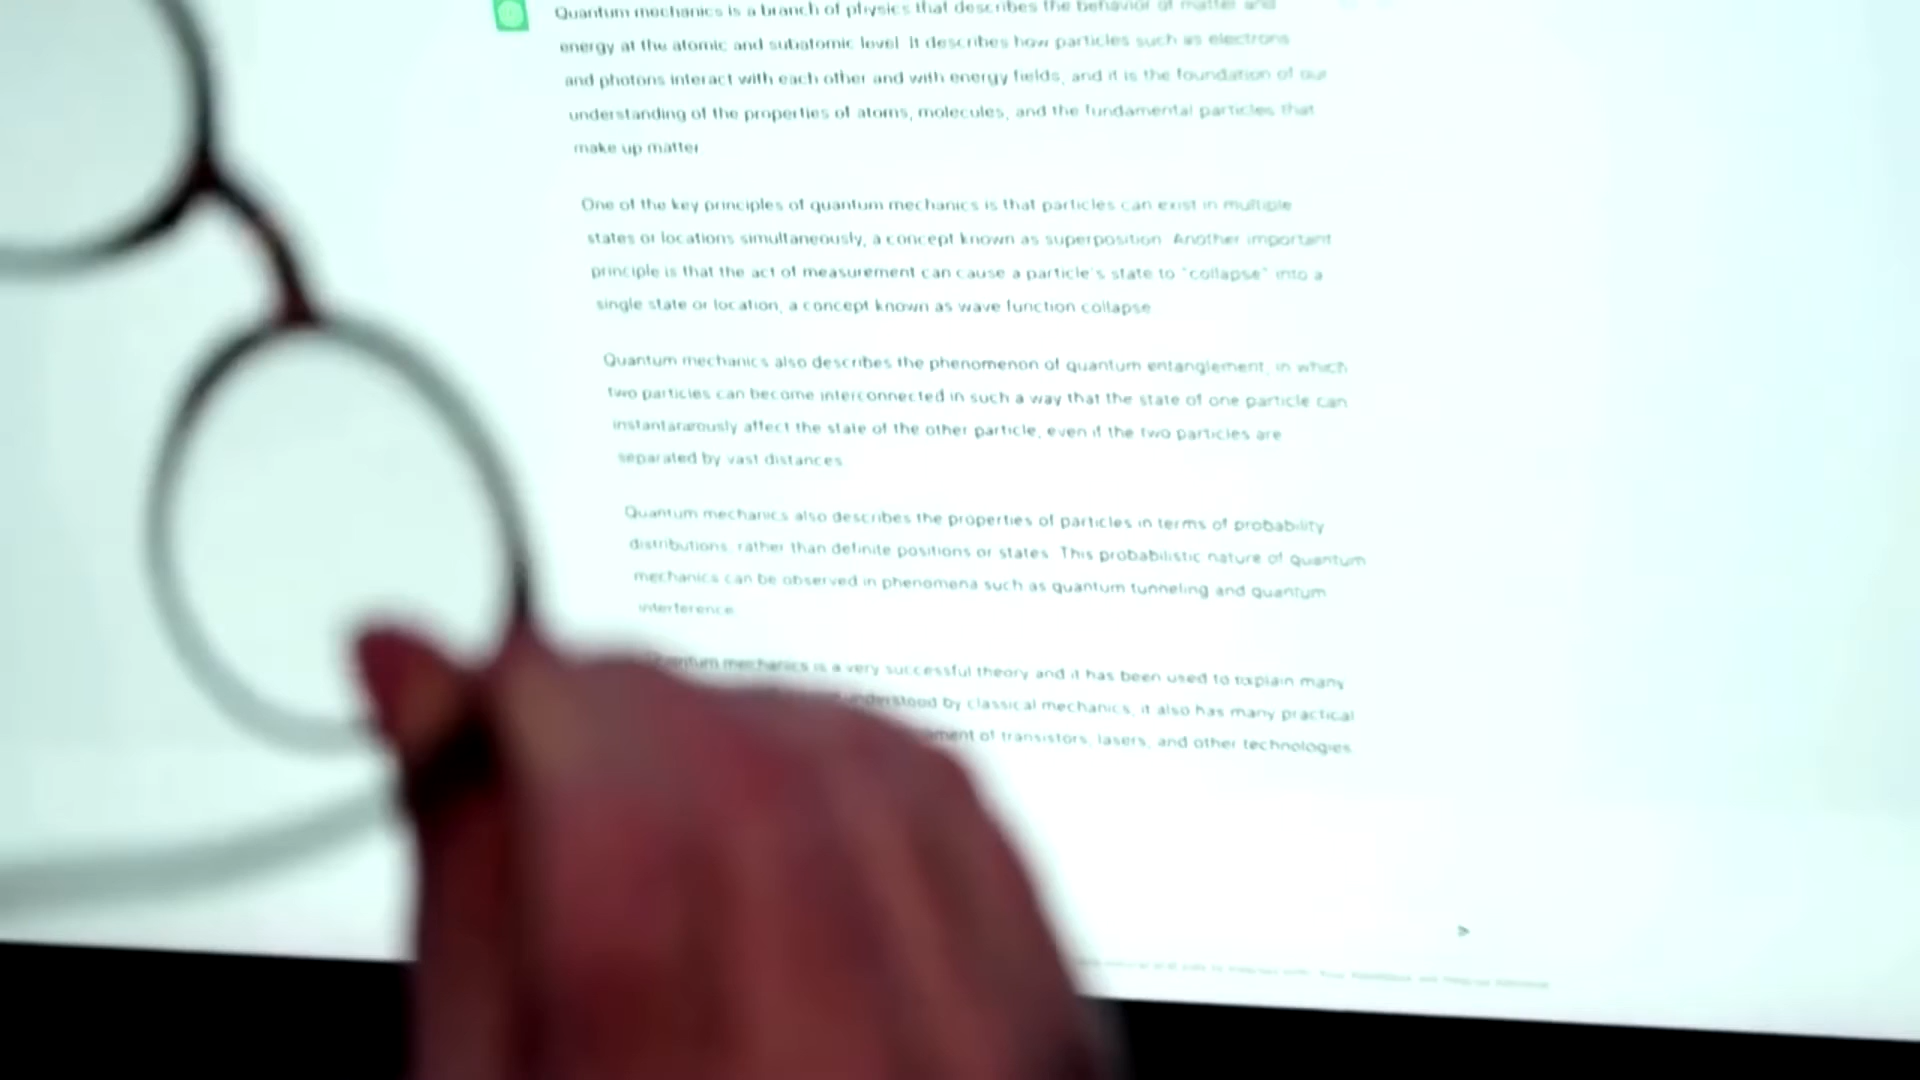 Quantum mechanics is a branch of physics that describes the behavior of matter and
energy at the atomic and subatomic level. It describes how particles such as electrons
and photons interact with each other and with energy fields, and it is the foundation of our
understanding of the properties of atoms, molecules, and the fundamental particles that
make up matter.
One of the key principles of quantum mechanics is that particles can exist in multiple
states or locations simultaneously, a concept known as superposition. Another important
principle is that the act of measurement can cause a particle's state to "collapse" into a
single state or location, a concept known as wave function collapse.
Quantum mechanics also describes the phenomenon of quantum entanglement, in which
two particles can become interconnected in such a way that the state of one particle can
instantaneously affect the state of the other particle, even if the two particles are
separated by vast distances.
Quantum mechanics also describes the properties of particles in terms of probability
distributions, rather than definite positions or states. This probabilistic nature of quantum
mechanics can be observed in phenomena such as quantum tunneling and quantum
interference.
Quantum mechanics is a very successful theory and it has been used to explain many
understood by classical mechanics, it also has many practical
of transistors, lasers, and other technologies.